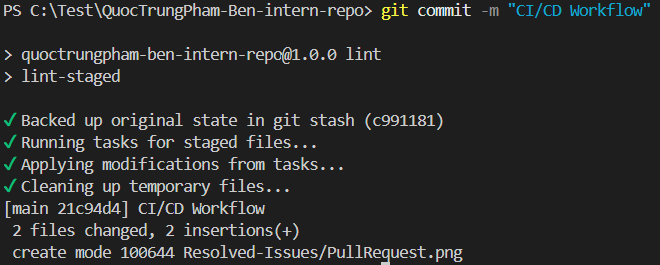 PS C:\Test\QuocTrungPham-Ben-intern-repo> git commit -m "CI/CD Workflow"
> quoctrungpham-ben-intern-repo@1.0.0 lint
> lint-staged
✓ Backed up original state in git stash (c991181)
✓ Running tasks for staged files...
✓ Applying modifications from tasks...
✓ Cleaning up temporary files...
[main 21c94d4] CI/CD Workflow
 2 files changed, 2 insertions(+)
 create mode 100644 Resolved-Issues/PullRequest.png